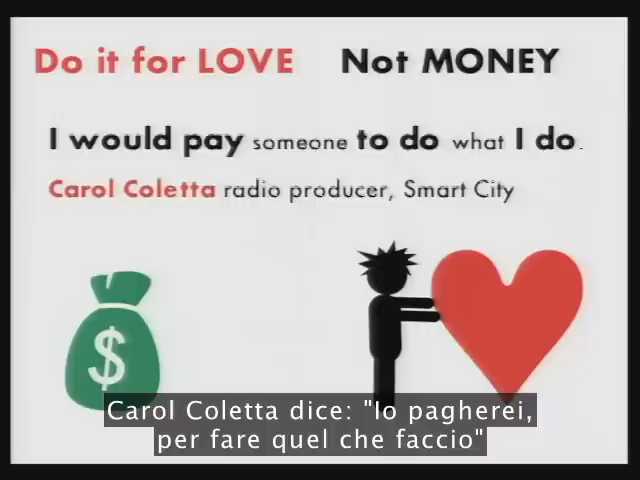 Do it for LOVE Not MONEY
I would pay someone to do what I do.
Carol Coletta radio producer, Smart City
$
Carol Coletta dice: "Io pagherei,
per fare quel che faccio"